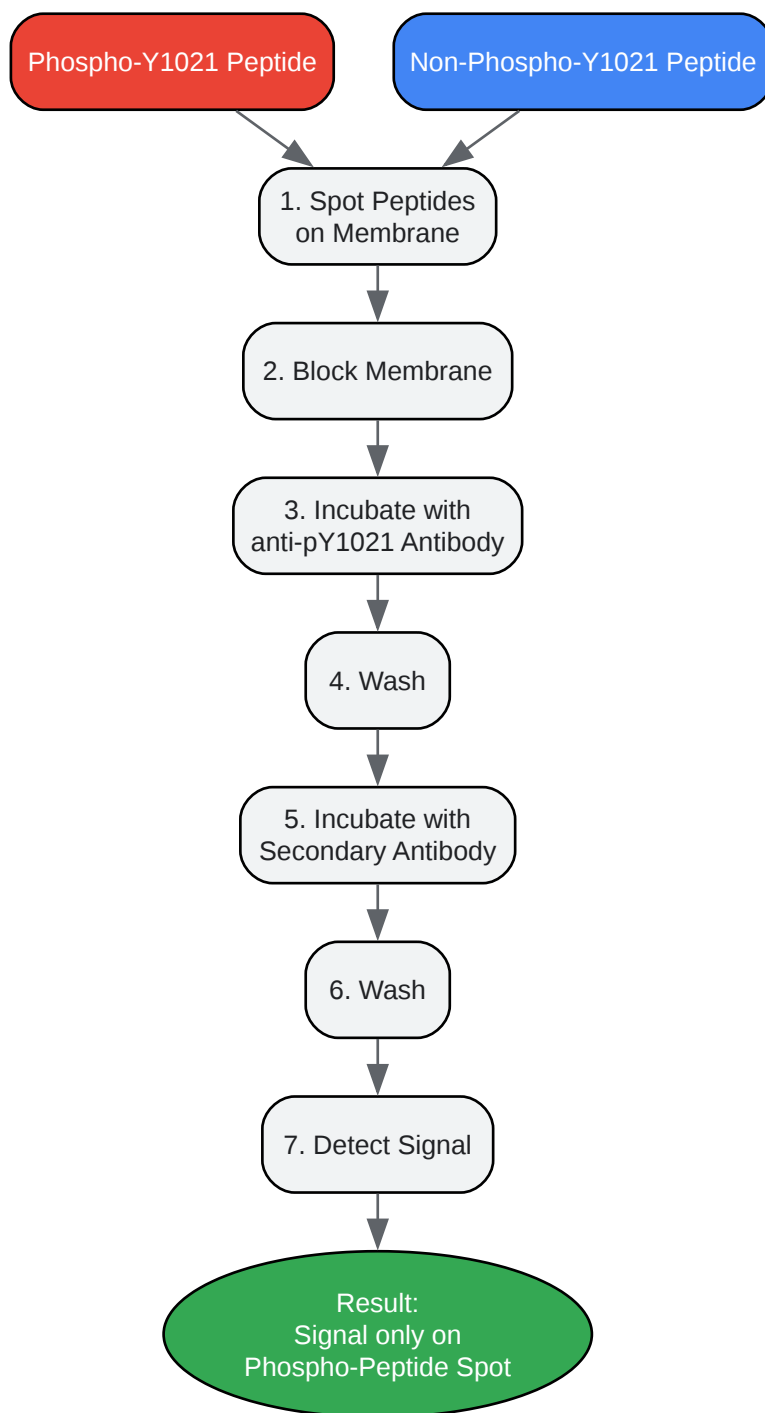 Phospho-Y1021 Peptide
Non-Phospho-Y1021 Peptide
1. Spot Peptides
on Membrane
2. Block Membrane
3. Incubate with
anti-pY1021 Antibody
4. Wash
5. Incubate with
Secondary Antibody
6. Wash
7. Detect Signal
Result:
Signal only on
Phospho-Peptide Spot